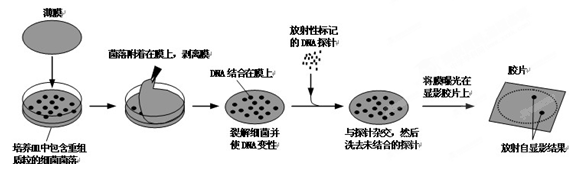 薄膜
培养皿中包含重组
质粒的细菌菌落
菌落附着在膜上，剥离膜
DNA结合在膜上
裂解细菌并
使DNA变性
放射性标记
的DNA探针
与探针杂交，然后
洗去未结合的探针
将膜曝光在
显影胶片上
胶片
放射自显影结果